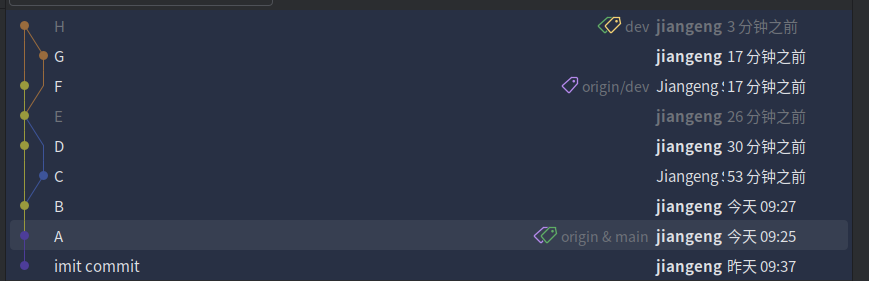 H dev jiangeng 3 分钟之前
G jiangeng 17 分钟之前
F origin/dev Jiangeng 17 分钟之前
E jiangeng 26 分钟之前
D jiangeng 30 分钟之前
C Jiangeng 53 分钟之前
B jiangeng 今天 09:27
A origin & main jiangeng 今天 09:25
imit commit jiangeng 昨天 09:37